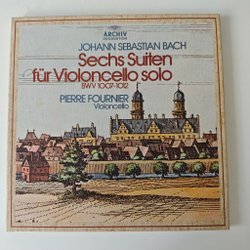 ARCHIV
PRODUKTION
JOHANN SEBASTIAN BACH
Sechs Suiten
für Violoncello solo
BWV 1007-1012
PIERRE FOURNIER
Violoncello